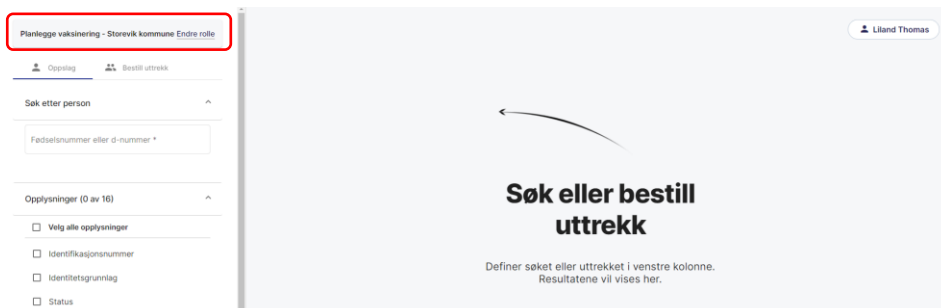 Planlegge vaksinering - Storevik kommune Endre rolle
Liland Thomas
Oppslag
Bestill uttrekk
Søk etter person
Fødselsnummer eller d-nummer *
Opplysninger (0 av 16)
Velg alle opplysninger
Identifikasjonsnummer
Identitetsgrunnlag
Status
Søk eller bestill
uttrekk
Definer søket eller uttrekket i venstre kolonne.
Resultatene vil vises her.